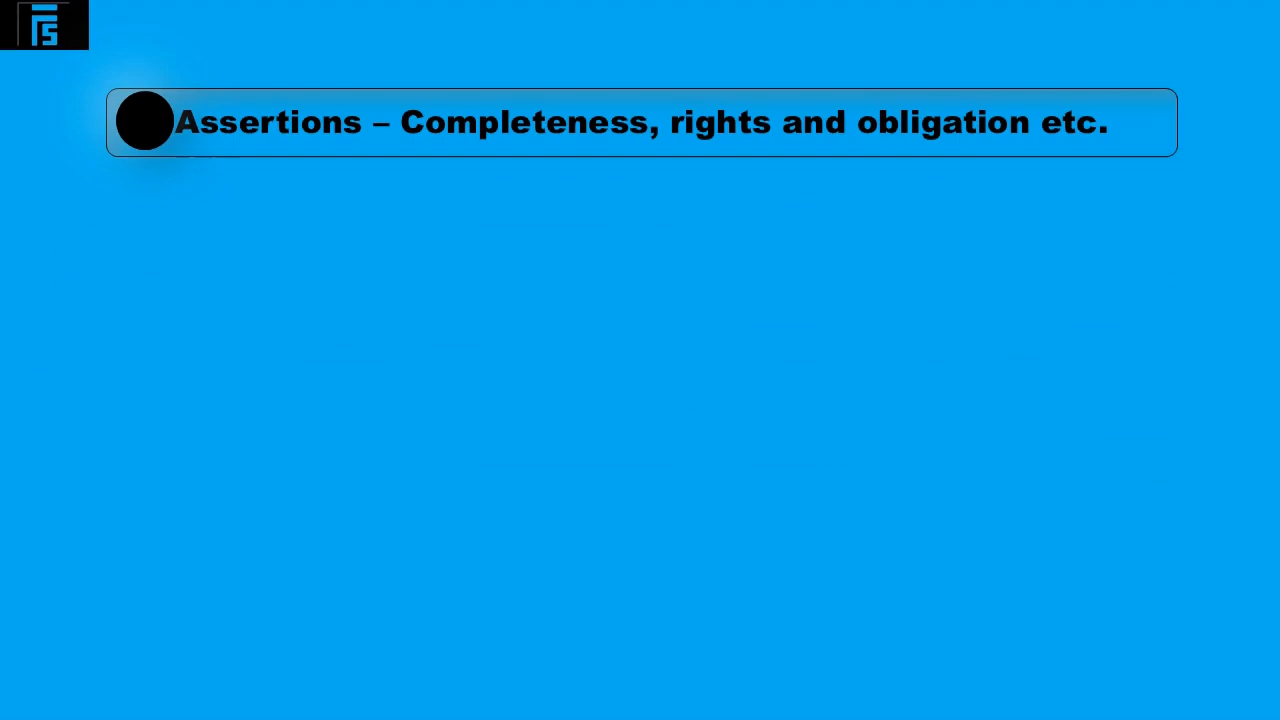 Assertions – Completeness, rights and obligation etc.